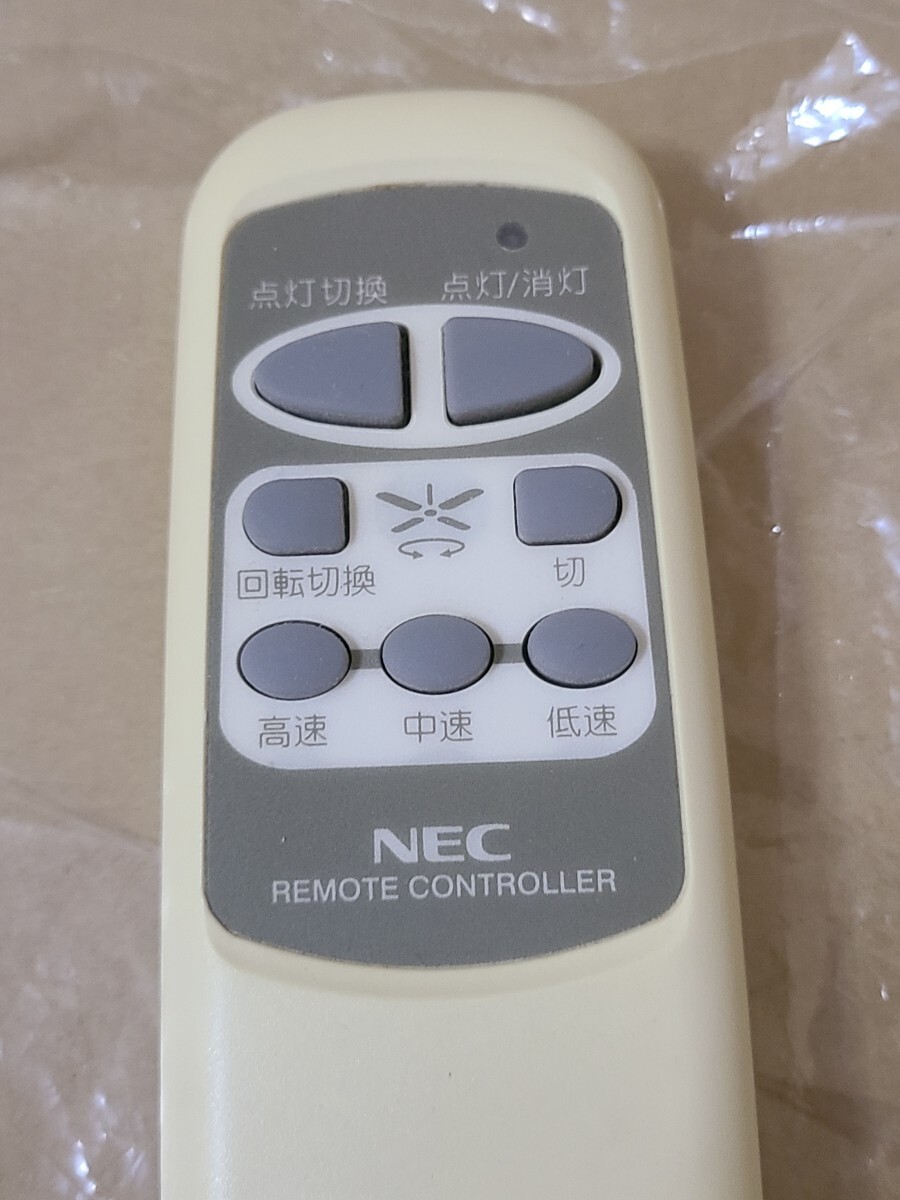 点灯切換 点灯/消灯
回転切換 切
高速 中速 低速
NEC
REMOTE CONTROLLER